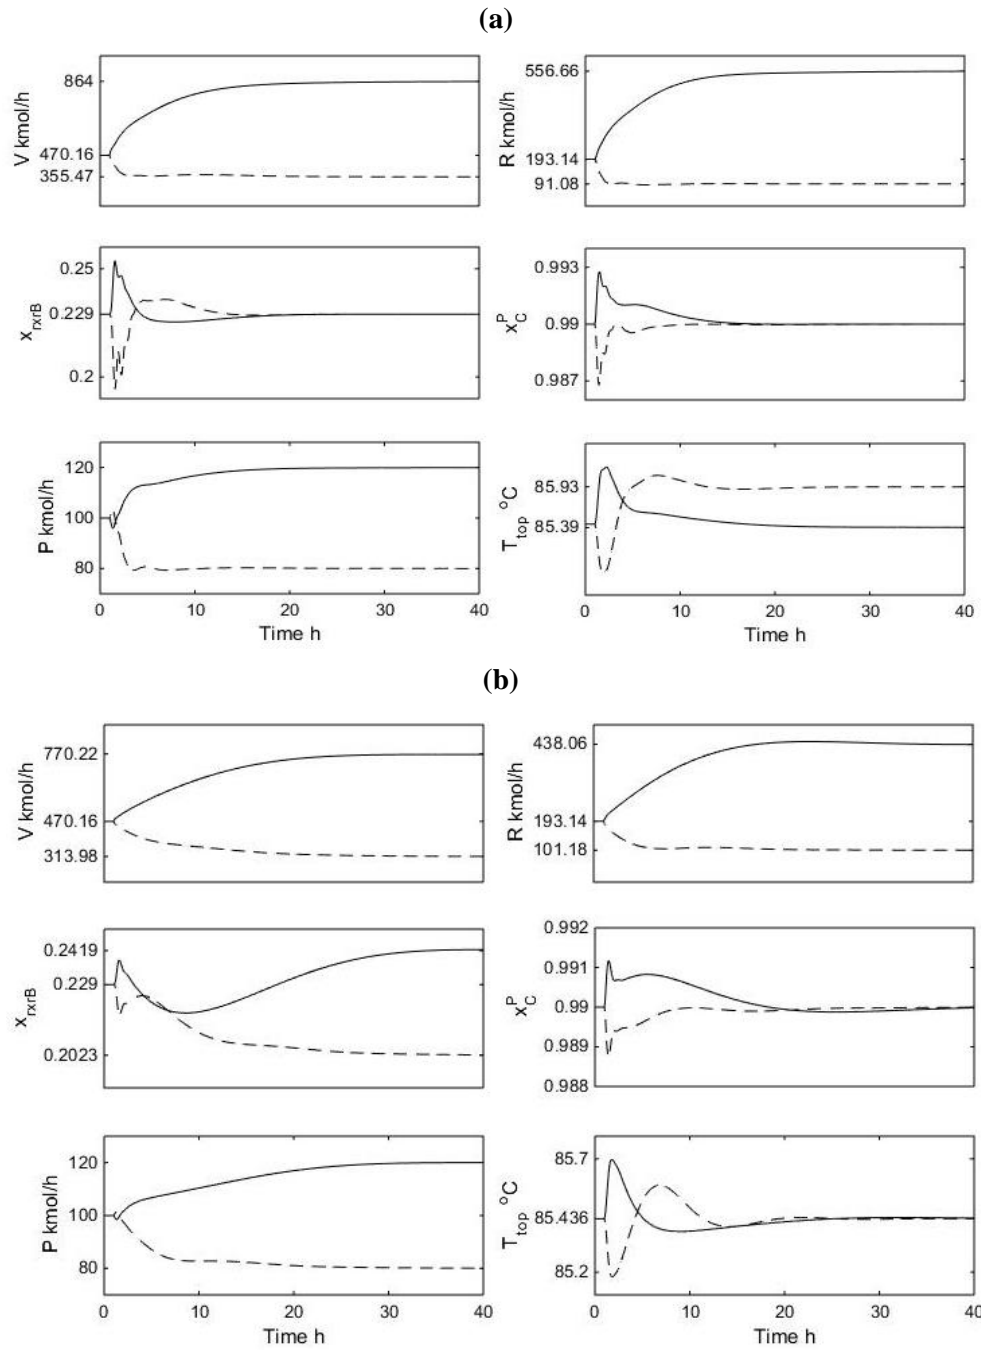 (a)
864
470.16
355.47
V kmol/h
556.66
193.14
91.08
R kmol/h
0.25
0.229
0.2
x_rxrB
0.993
0.99
0.987
x_C^P
120
100
80
P kmol/h
0 10 20 30 40
Time h
85.93
85.39
T_top °C
0 10 20 30 40
Time h
(b)
770.22
470.16
313.98
V kmol/h
438.06
193.14
101.18
R kmol/h
0.2419
0.229
0.2023
x_rxrB
0.992
0.991
0.99
0.989
0.988
x_C^P
120
100
80
P kmol/h
0 10 20 30 40
Time h
85.7
85.436
85.2
T_top °C
0 10 20 30 40
Time h